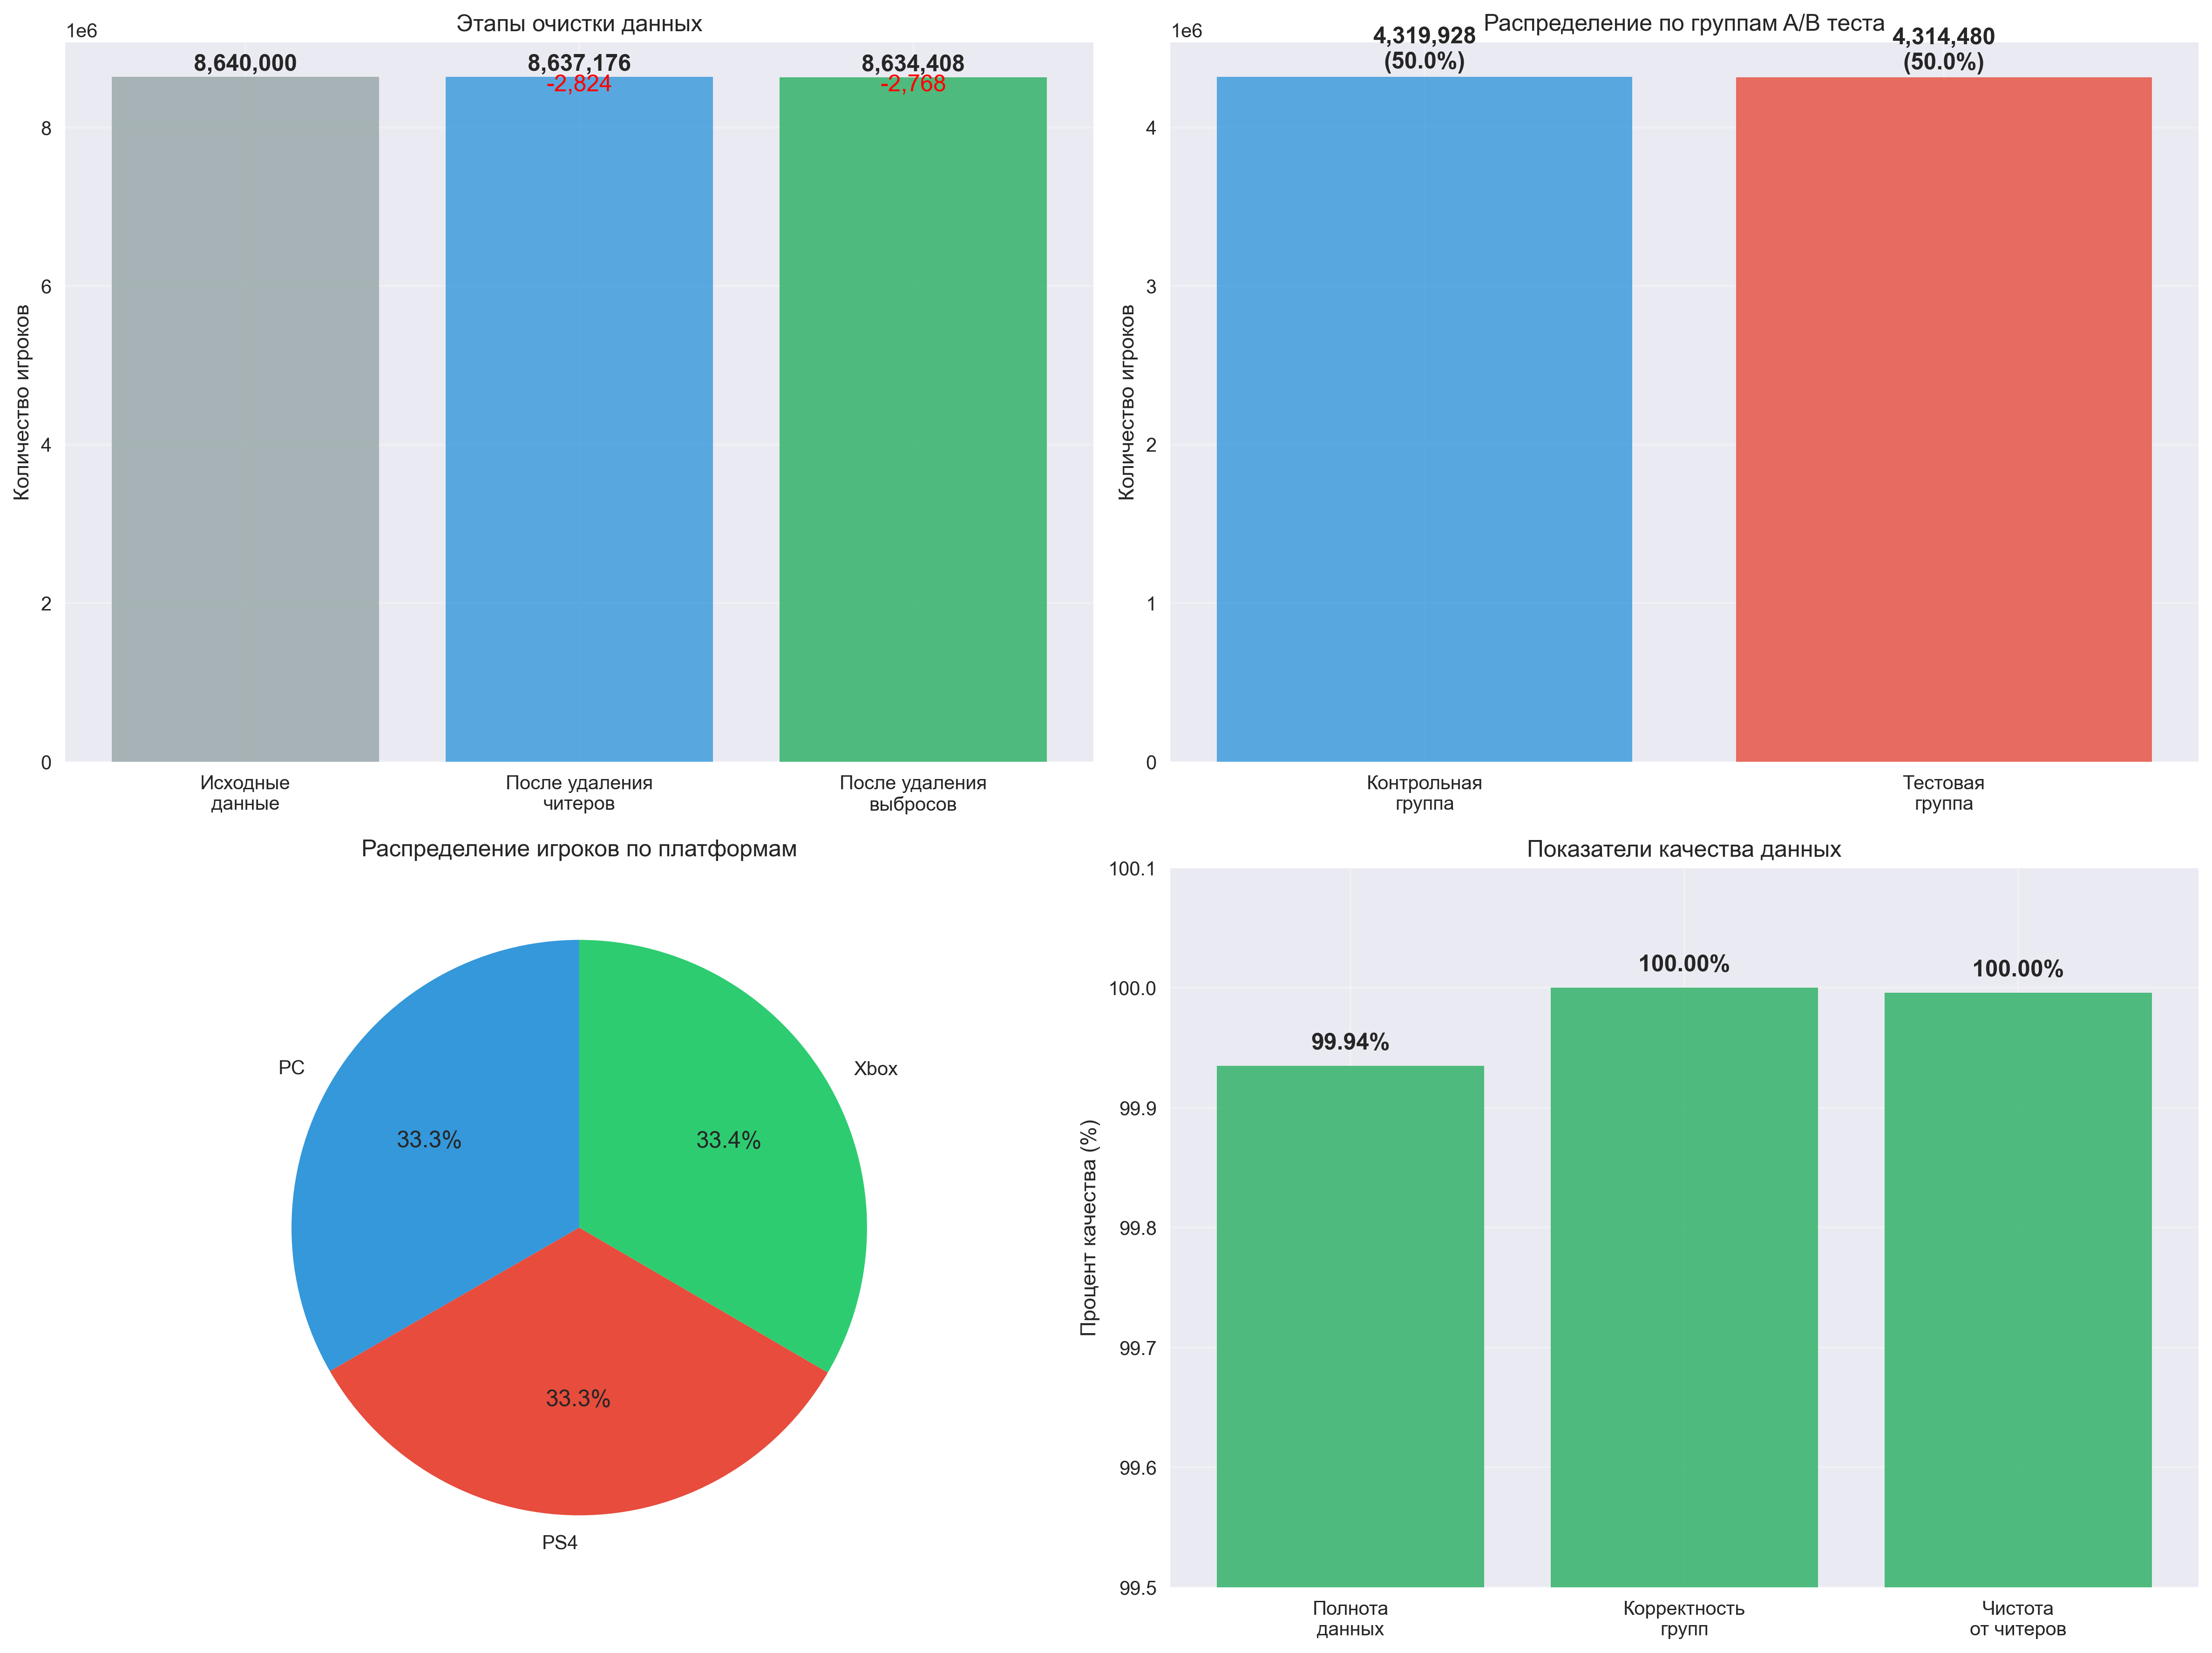 Этапы очистки данных
1e6
8,640,000
8,637,176
8,634,408
-2,824
-2,768
8
6
4
2
0
Количество игроков
Исходные
данные
После удаления
читеров
После удаления
выбросов
Распределение по группам A/B теста
1e6
4,319,928
(50.0%)
4,314,480
(50.0%)
4
3
2
1
0
Количество игроков
Контрольная
группа
Тестовая
группа
Распределение игроков по платформам
PC
Xbox
33.3%
33.4%
33.3%
PS4
Показатели качества данных
100.1
100.0
99.9
99.8
99.7
99.6
99.5
Процент качества (%)
99.94%
100.00%
100.00%
Полнота
данных
Корректность
групп
Чистота
от читеров